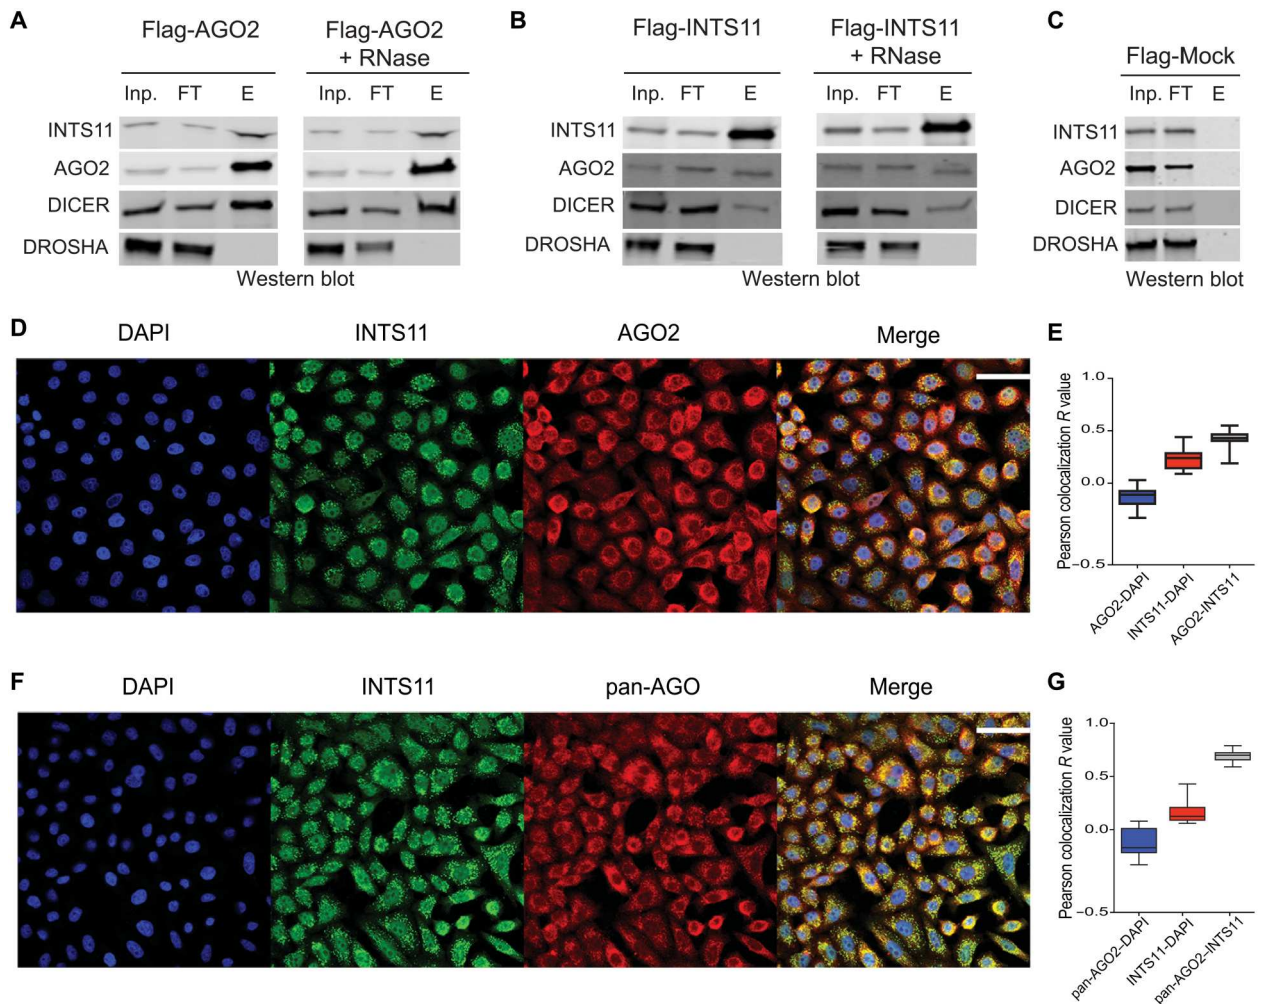 A
Flag-AGO2
Flag-AGO2
+ RNase
Inp. FT E
Inp. FT E
INTS11
AGO2
DICER
DROSHA
Western blot
B
Flag-INTS11
Flag-INTS11
+ RNase
Inp. FT E
Inp. FT E
INTS11
AGO2
DICER
DROSHA
Western blot
C
Flag-Mock
Inp. FT E
INTS11
AGO2
DICER
DROSHA
Western blot
D
DAPI
INTS11
AGO2
Merge
E
Pearson colocalization R value
1.0
0.5
0.0
–0.5
AGO2-DAPI
INTS11-DAPI
AGO2-INTS11
F
DAPI
INTS11
pan-AGO
Merge
G
Pearson colocalization R value
1.0
0.5
0.0
–0.5
pan-AGO2–DAPI
INTS11-DAPI
pan-AGO2–INTS11